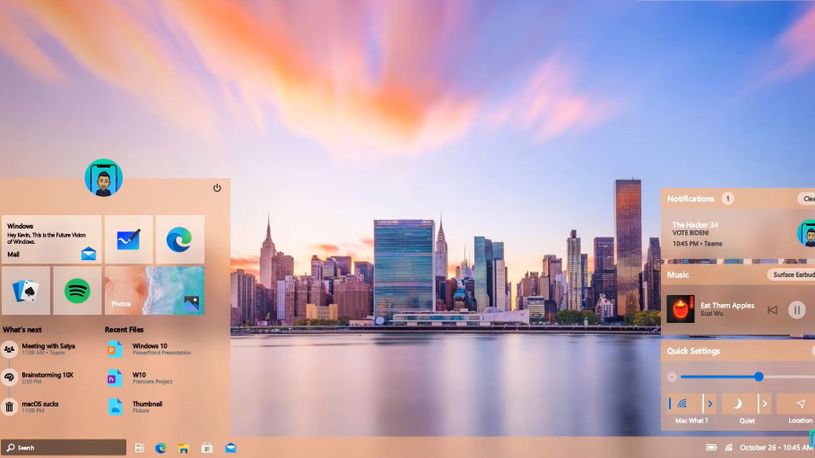 Windows
Hey Kevin, This is the Future Vision
of Windows.
Mail
Photos
What's next
Meeting with Satya
11:00 AM • Teams
Brainstorming 10X
2:50 PM
macOS sucks
11:00 PM
Recent Files
Windows 10
PowerPoint Presentation
W10
Premiere Project
Thumbnail
Picture
Search
Notifications 1
Clea
The Hacker 34
VOTE BIDEN!
10:45 PM • Teams
Music
Surface Earbud
Eat Them Apples
Suzi Wu
Quick Settings
Mac What ?
Quiet
Location
October 26 • 10:45 AM